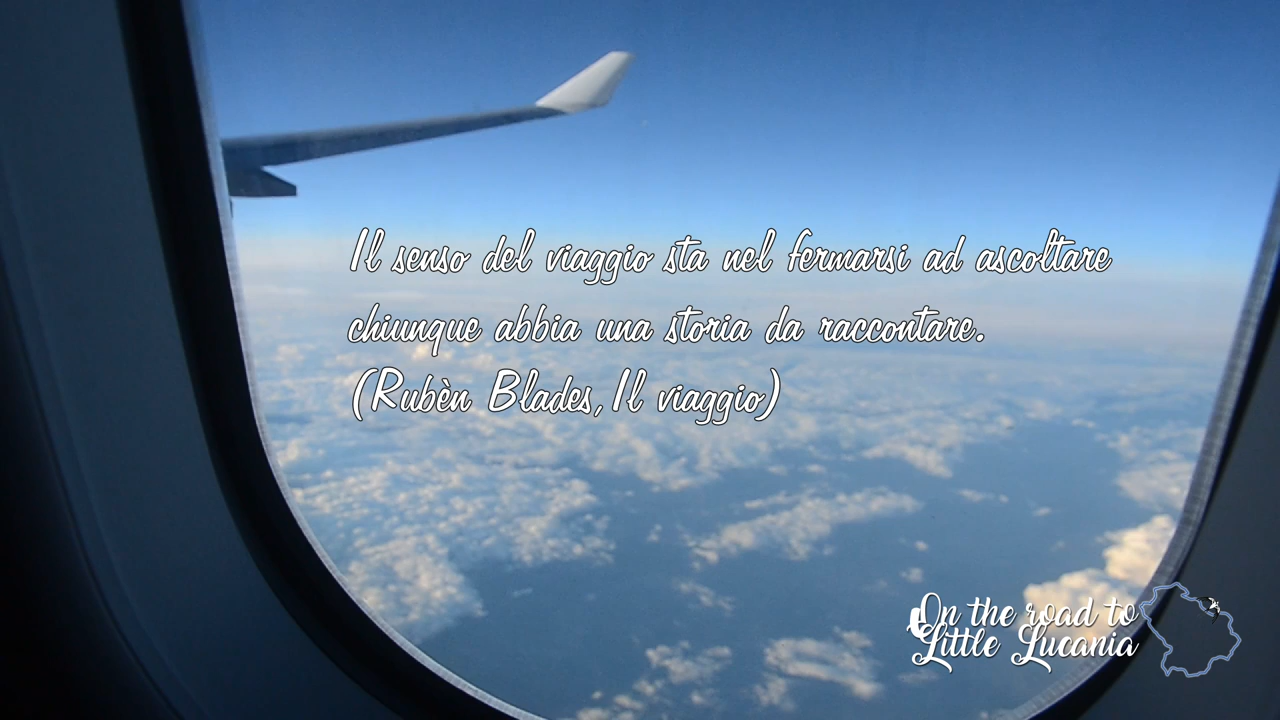 Il senso del viaggio sta nel fermarsi ad ascoltare
chiunque abbia una storia da raccontare.
(Rubèn Blades, Il viaggio)
On the road to
Little Lucania